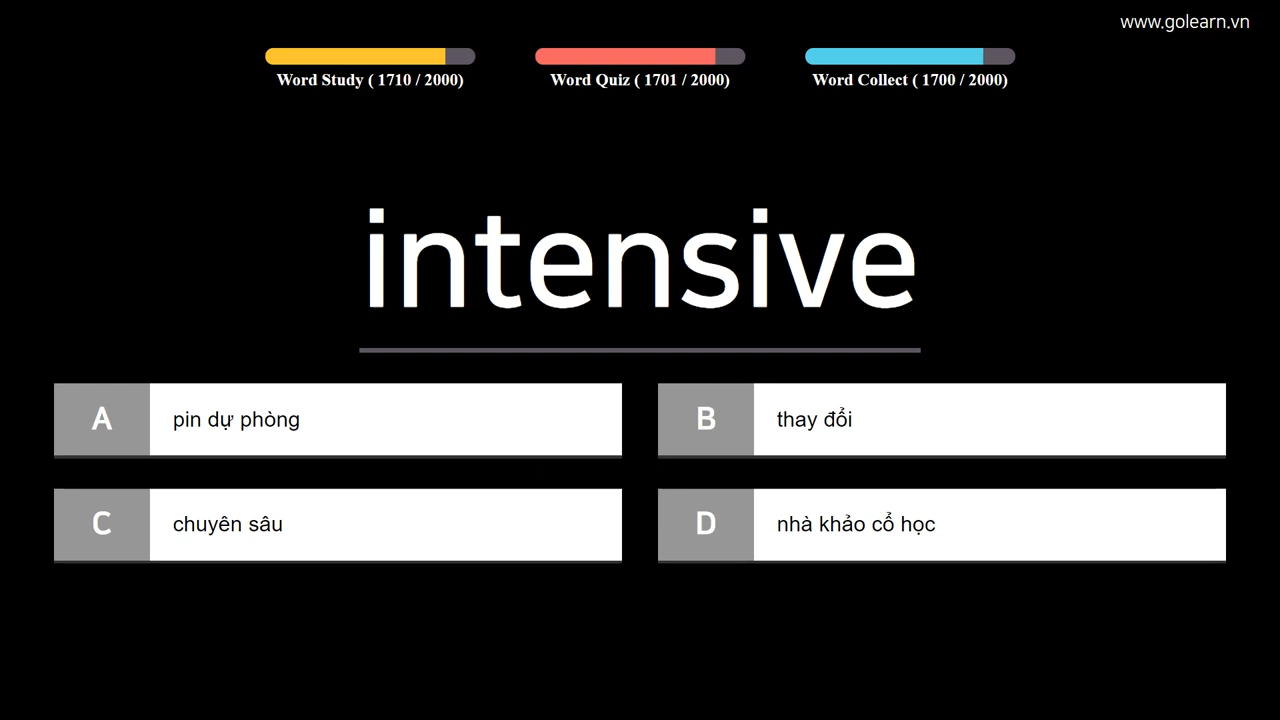 www.golearn.vn
Word Study ( 1710 / 2000)
Word Quiz ( 1701 / 2000)
Word Collect ( 1700 / 2000)
intensive
A pin dự phòng
B thay đổi
C chuyên sâu
D nhà khảo cổ học